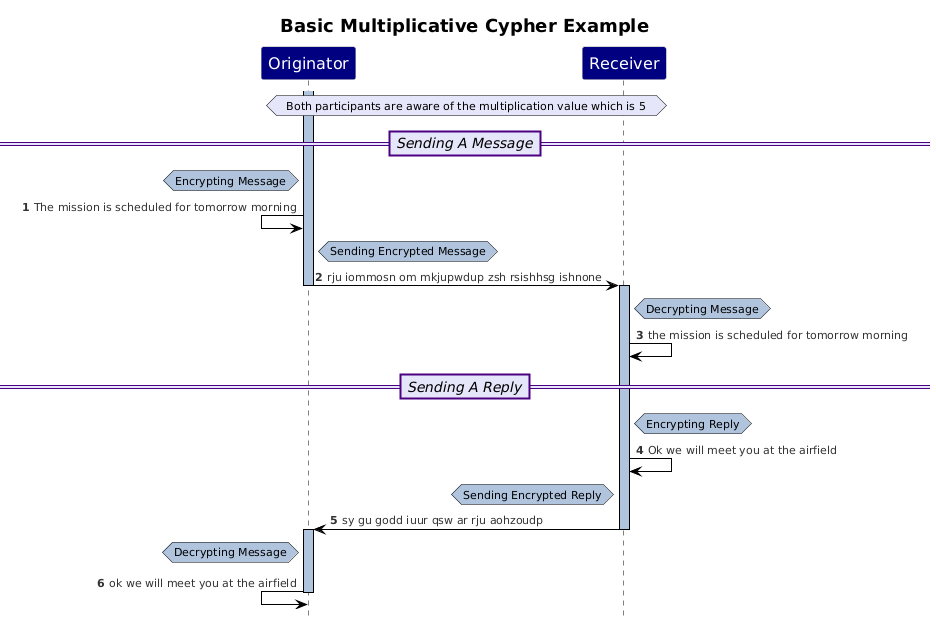 Basic Multiplicative Cypher Example
Originator
Receiver
Both participants are aware of the multiplication value which is 5
Sending A Message
Encrypting Message
1 The mission is scheduled for tomorrow morning
Sending Encrypted Message
2 rju iommosn om mkjupwdup zsh rsishhsg ishnone
Decrypting Message
3 the mission is scheduled for tomorrow morning
Sending A Reply
Encrypting Reply
4 Ok we will meet you at the airfield
Sending Encrypted Reply
5 sy gu godd iuur qsw ar rju aohzoudp
Decrypting Message
6 ok we will meet you at the airfield